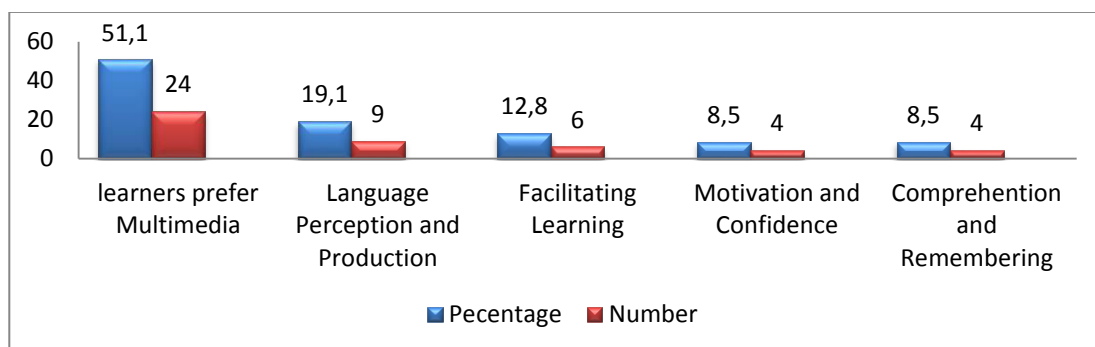 60
40
20
0
51,1
24
19,1
9
12,8
6
8,5
4
8,5
4
learners prefer
Multimedia
Language
Perception and
Production
Facilitating
Learning
Motivation and
Confidence
Comprehention
and
Remembering
Pecentage
Number